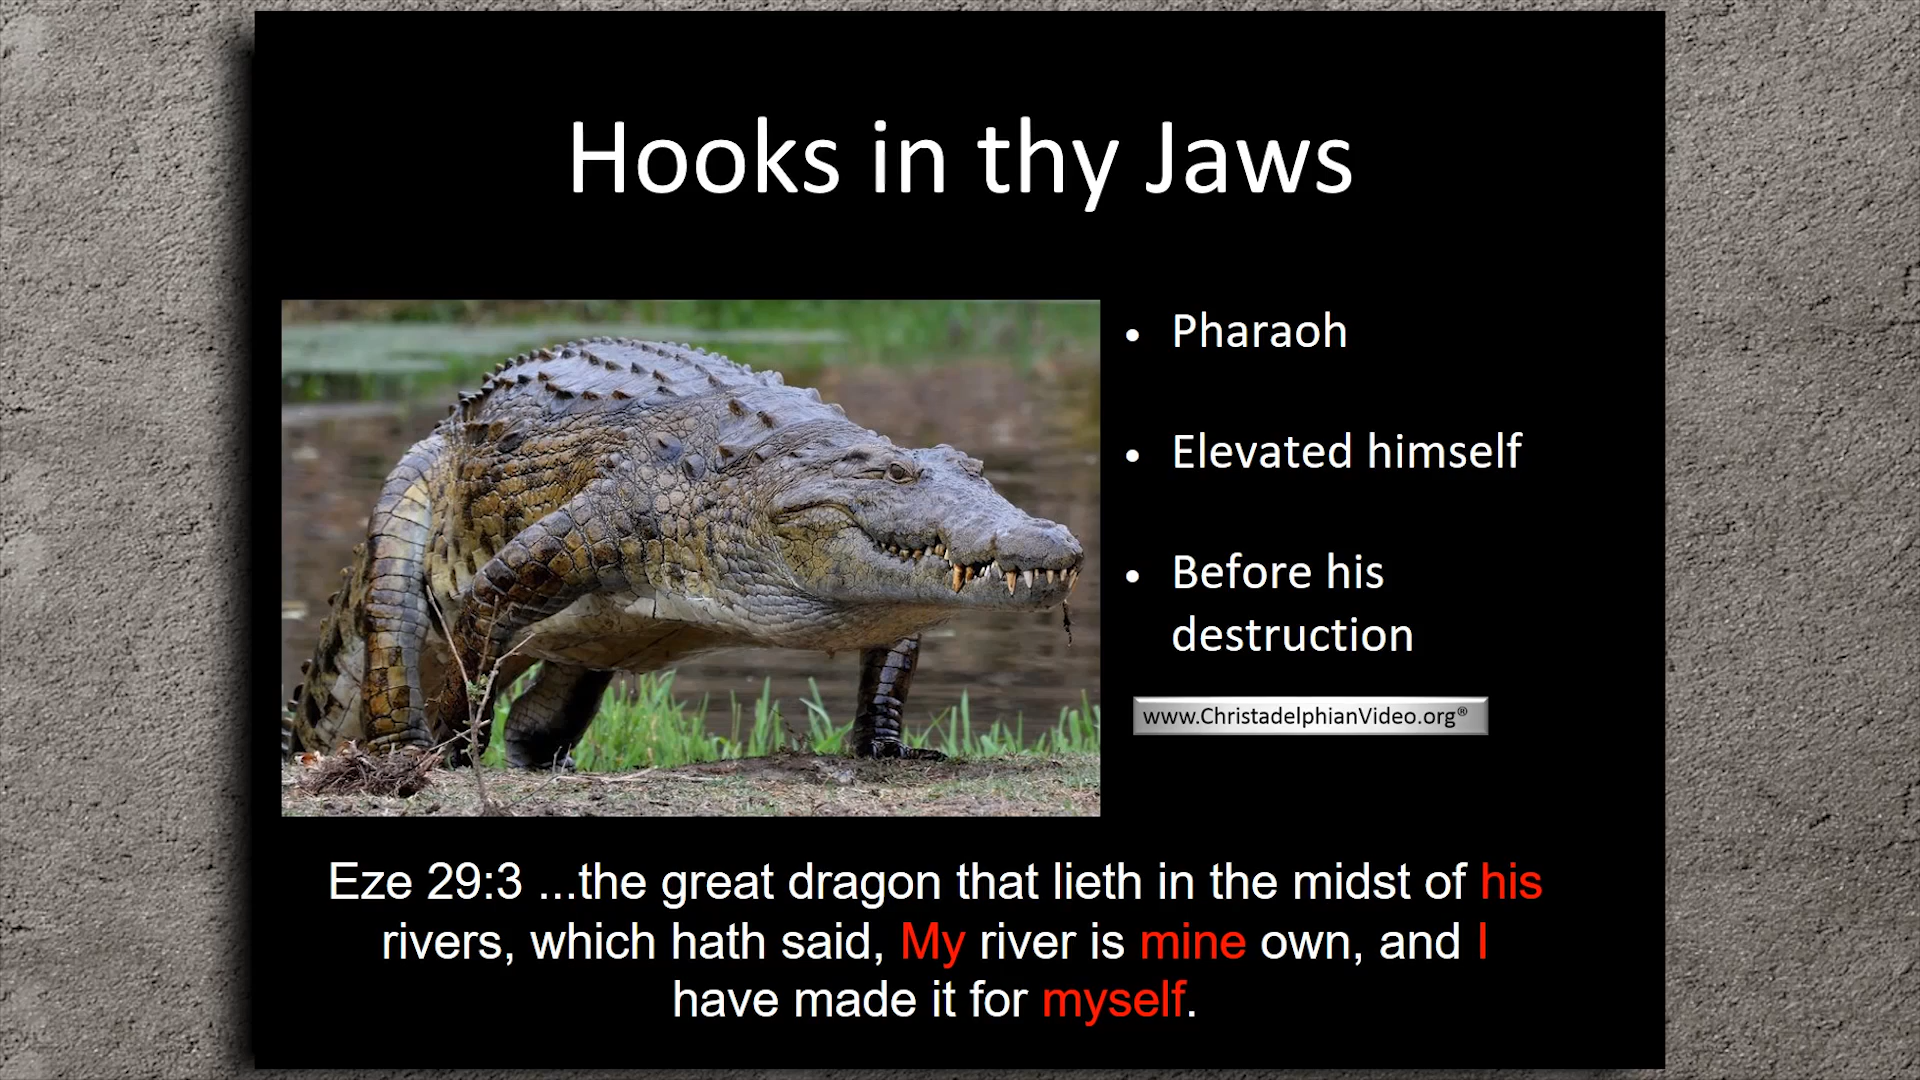 Hooks in thy Jaws
• Pharaoh
• Elevated himself
• Before his
destruction
www.ChristadelphianVideo.org®
Eze 29:3 ...the great dragon that lieth in the midst of his
rivers, which hath said, My river is mine own, and I
have made it for myself.